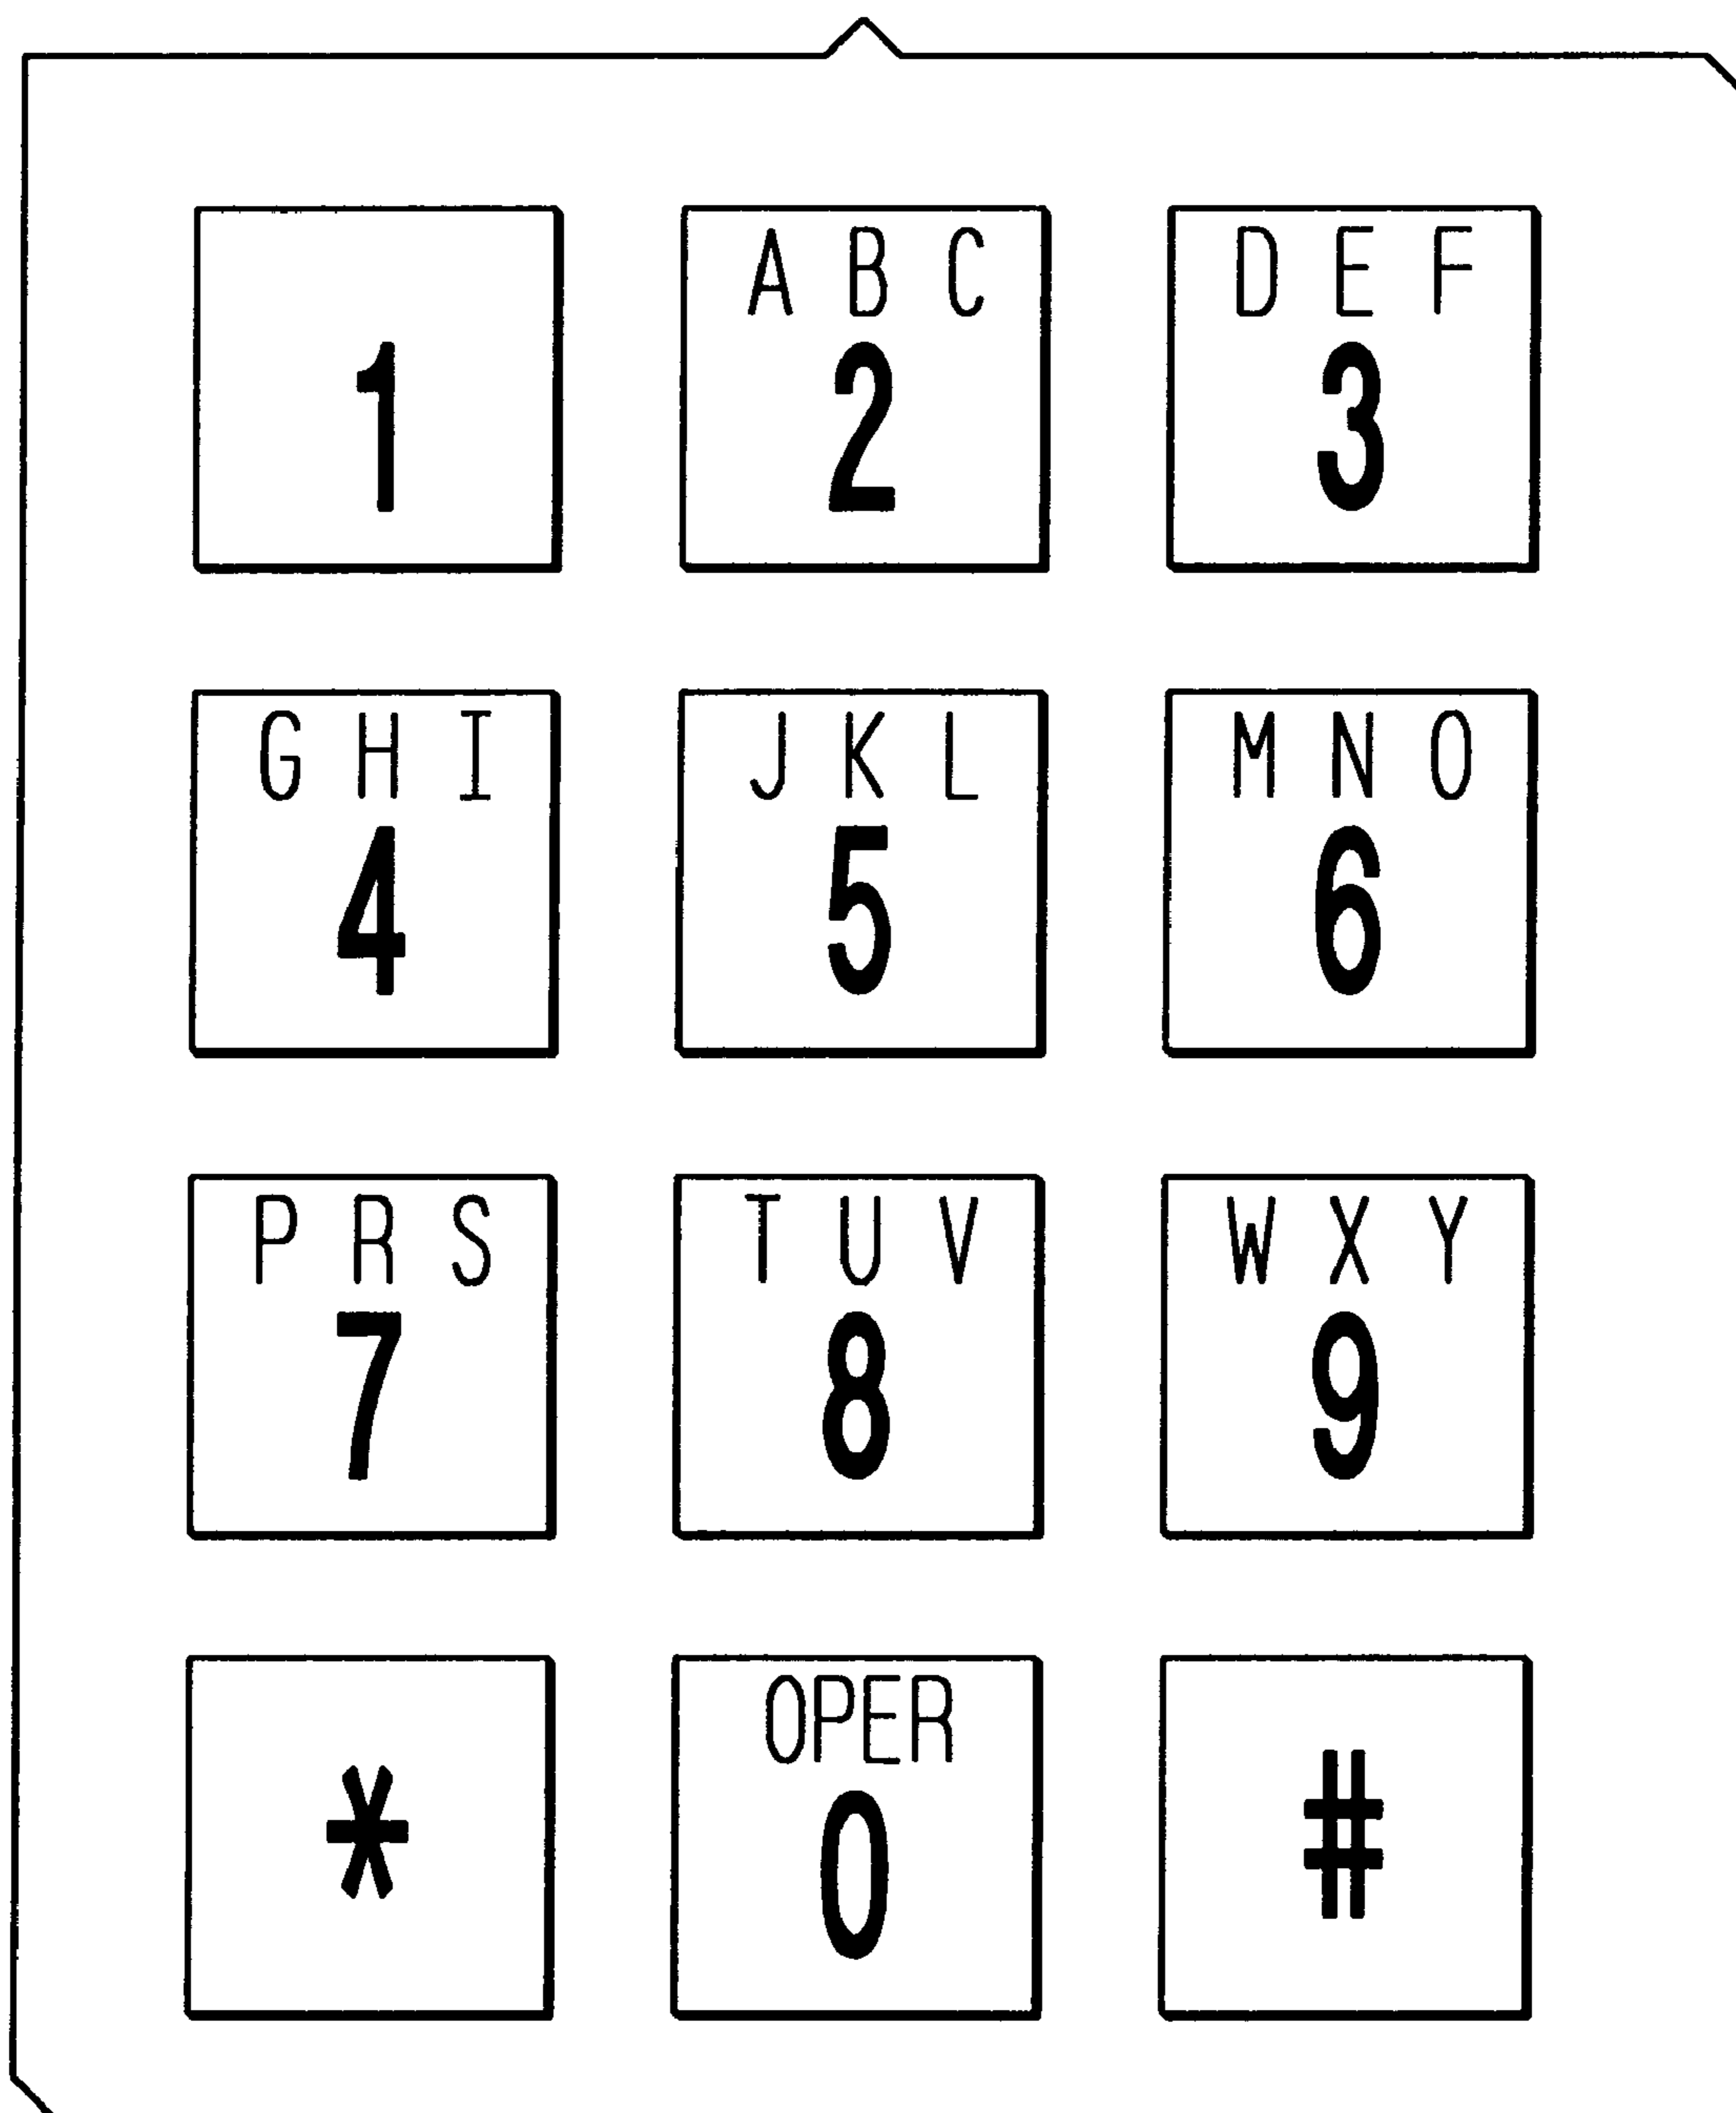 1
A B C
2
D E F
3
G H I
4
J K L
5
M N O
6
P R S
7
T U V
8
W X Y
9
*
OPER
0
#